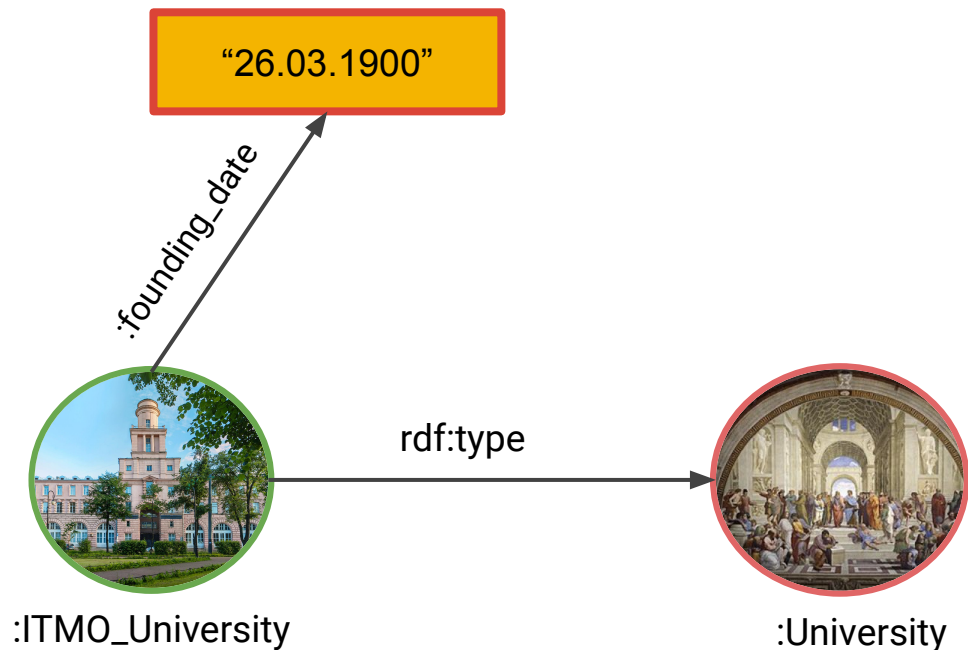 “26.03.1900”
:founding_date
rdf:type
:ITMO_University
:University